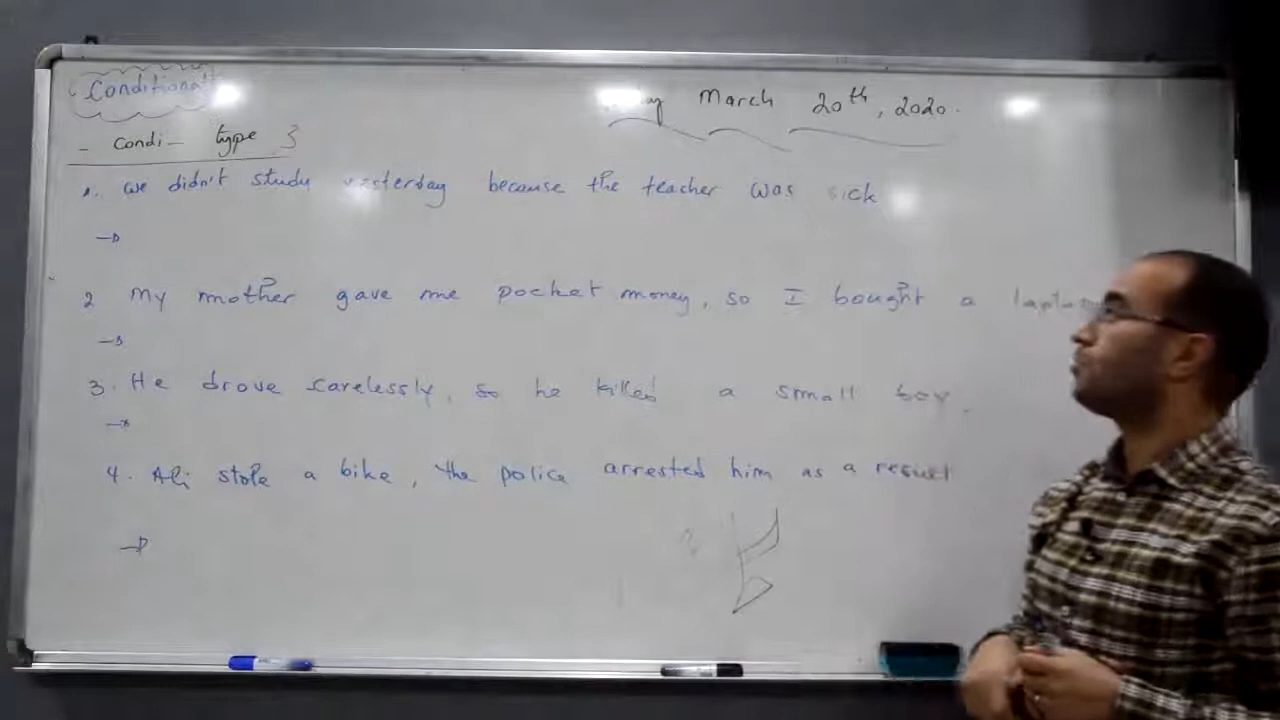 Conditional
March 20th, 2020.
- Condi- type 3
1. we didn't study yesterday because the teacher was sick
2 My mother gave me pocket money, so I bought a laptop
3. He drove carelessly, so he killed a small boy.
4. Ali stole a bike, the police arrested him as a result